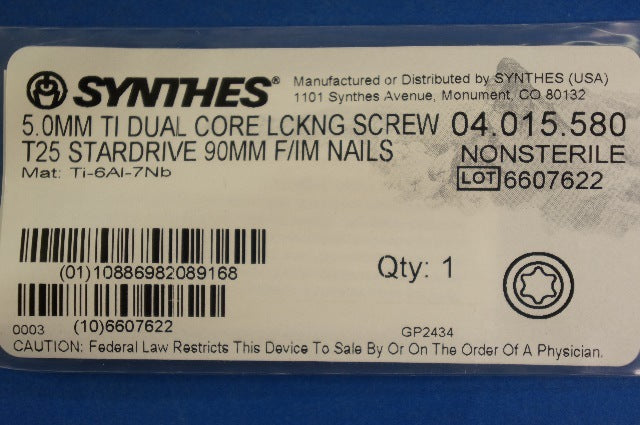 SYNTHES®
Manufactured or Distributed by SYNTHES (USA)
1101 Synthes Avenue, Monument, CO 80132
5.0MM TI DUAL CORE LCKNG SCREW 04.015.580
T25 STARDRIVE 90MM F/IM NAILS NONSTERILE
Mat: Ti-6Al-7Nb
LOT 6607622
(01)10886982089168
Qty: 1
(10)6607622
0003
GP2434
CAUTION: Federal Law Restricts This Device To Sale By Or On The Order Of A Physician.